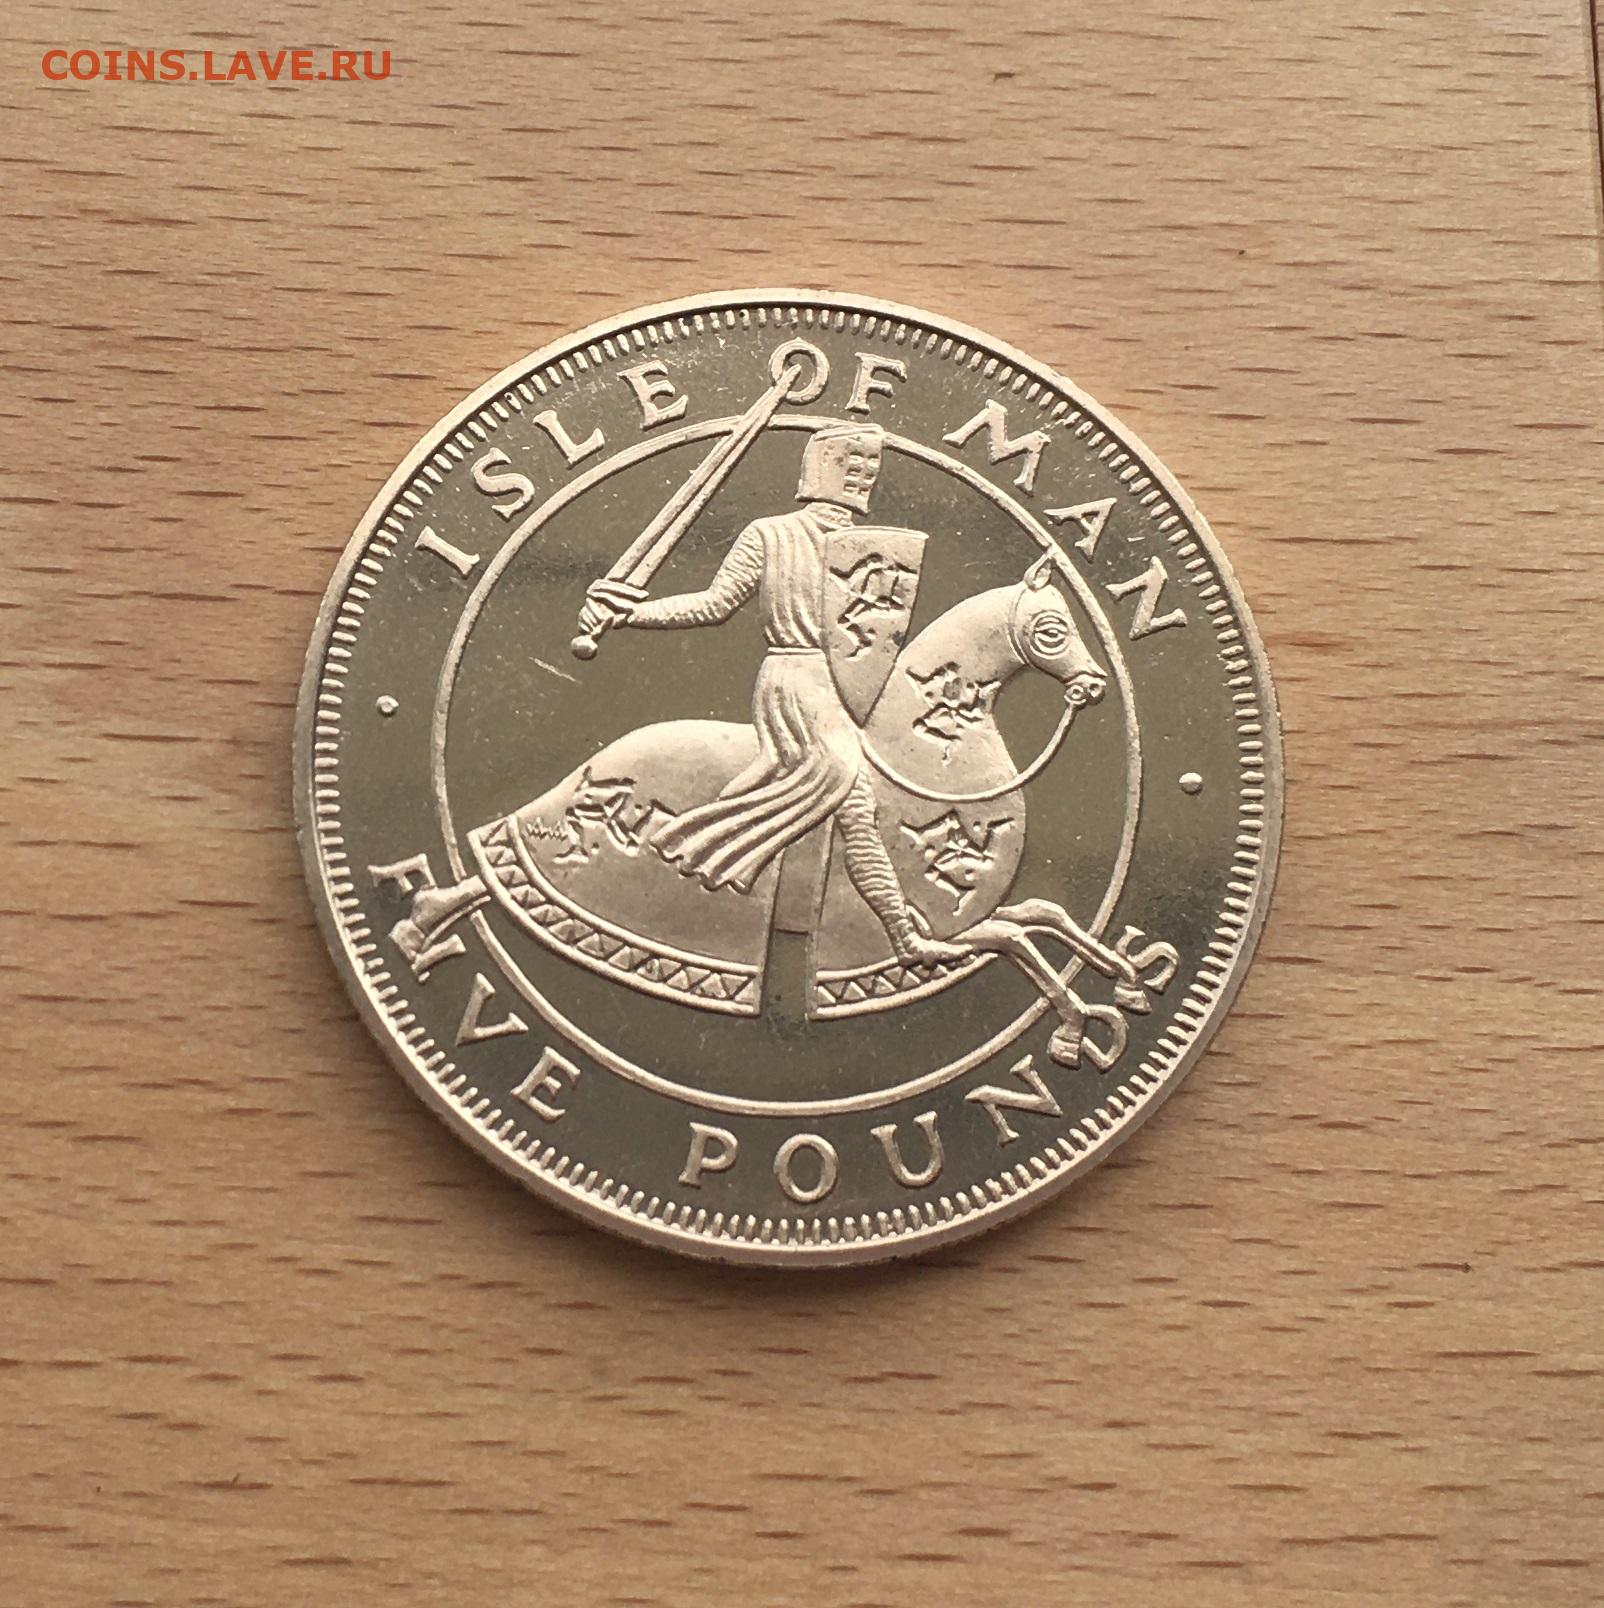 COINS.LAVE.RU
ISLE OF MAN
FIVE POUNDS